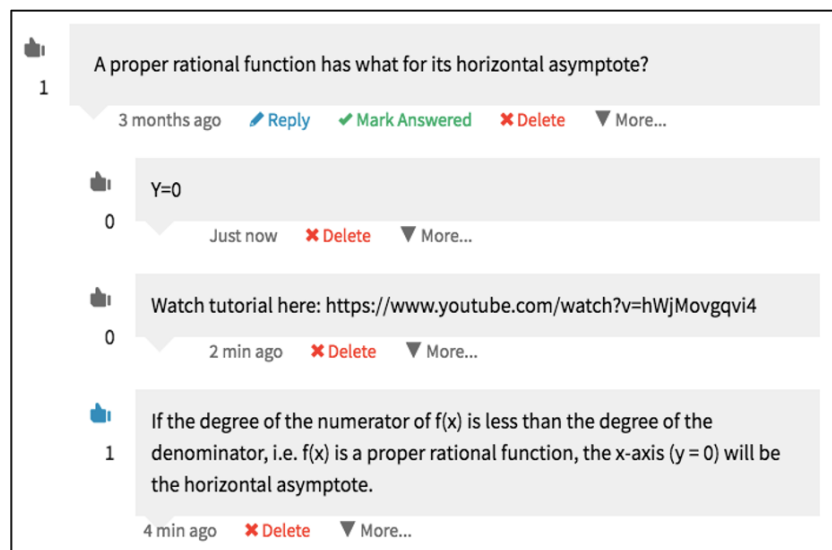 A proper rational function has what for its horizontal asymptote?
1
3 months ago Reply Mark Answered Delete More...
Y=0
0
Just now Delete More...
Watch tutorial here: https://www.youtube.com/watch?v=hWjMovgqvi4
0
2 min ago Delete More...
If the degree of the numerator of f(x) is less than the degree of the
1 denominator, i.e. f(x) is a proper rational function, the x-axis (y = 0) will be
the horizontal asymptote.
4 min ago Delete More...